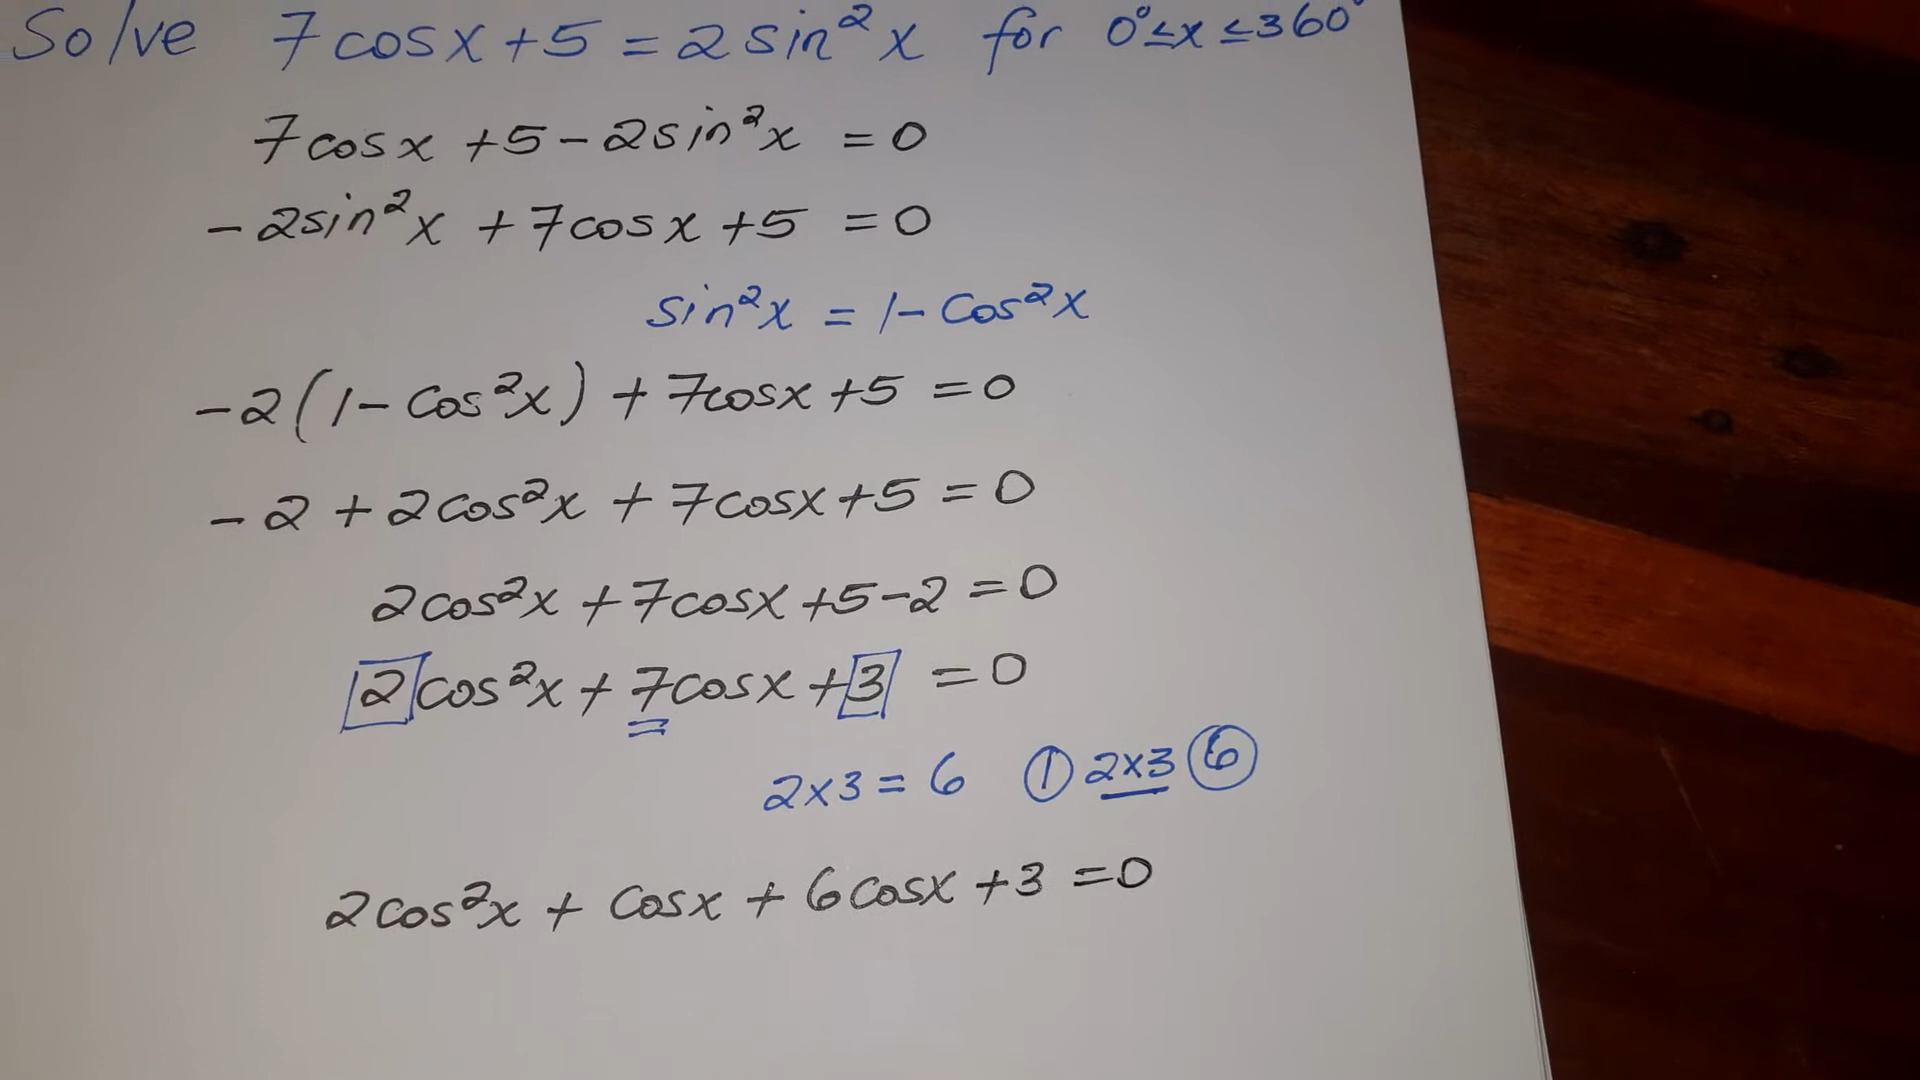 Solve 7cosx+5=2sin²x for 0°≤x≤360°
7cosx+5-2sin²x=0
-2sin²x+7cosx+5=0
sin²x=1-cos²x
-2(1-cos²x)+7cosx+5=0
-2+2cos²x+7cosx+5=0
2cos²x+7cosx+5-2=0
2cos²x+7cosx+3=0
2×3=6 ① 2×3 ⑥
2cos²x+cosx+6cosx+3=0